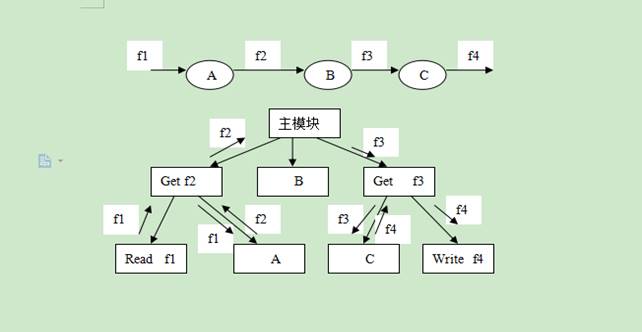 f1 f2 f3 f4
A B C
主模块
f2 f3
Get f2 B Get f3
f1 f2 f3 f4
f1 f4
Read f1 A C Write f4